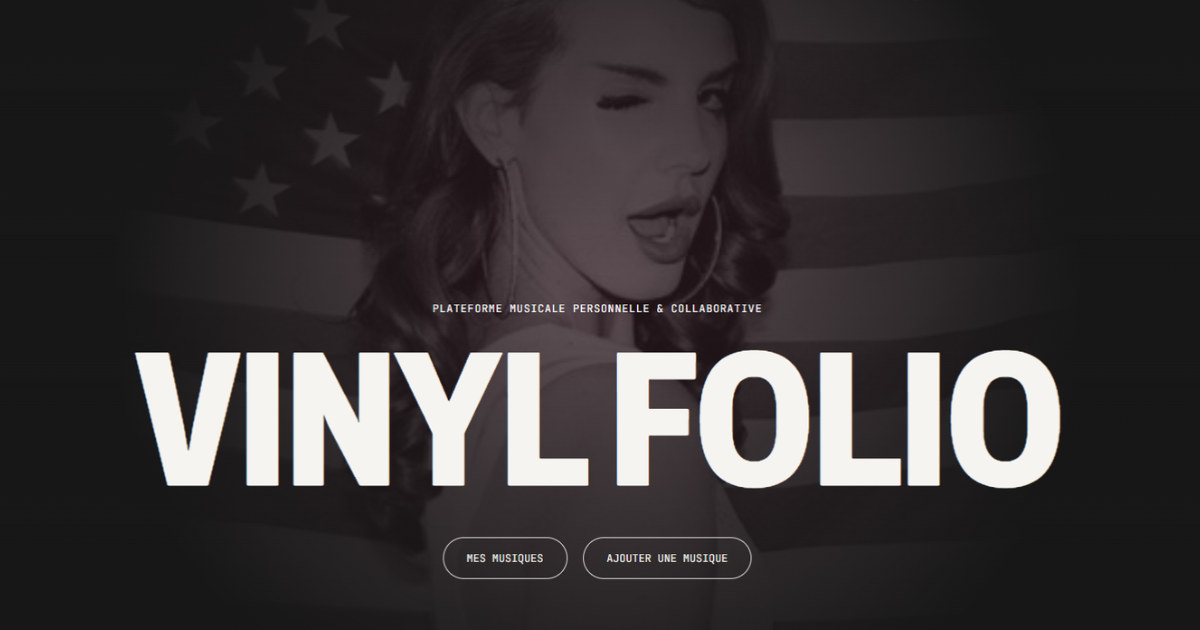 PLATEFORME MUSICALE PERSONNELLE & COLLABORATIVE
VINYL FOLIO
MES MUSIQUES
AJOUTER UNE MUSIQUE